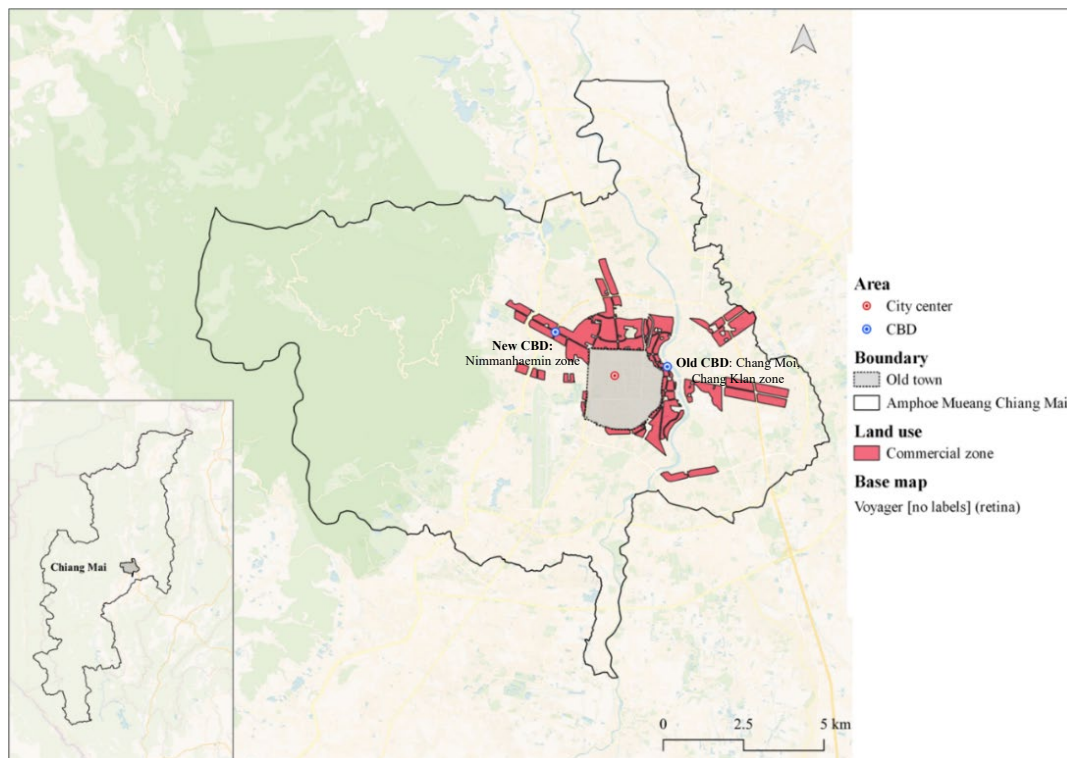 New CBD:
Nimmanhaemin zone
Old CBD: Chang Moi,
Chang Klan zone
Chiang Mai
0 2.5 5 km
Area
City center
CBD
Boundary
Old town
Amphoe Mueang Chiang Mai
Land use
Commercial zone
Base map
Voyager [no labels] (retina)